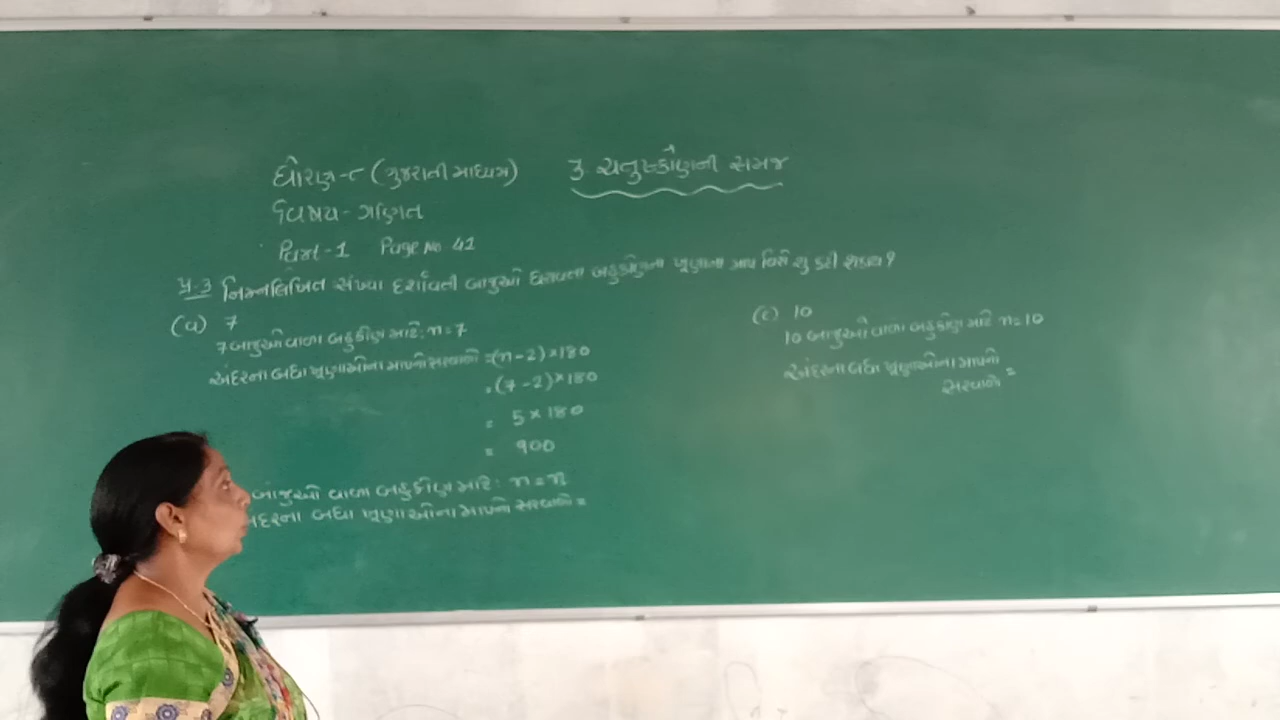 ધોરણ-૮ (ગુજરાતી માધ્યમ)
3 ચતુષ્કોણની સમજ
વિષય - ગણિત
Part-1 Page No 41
પ્ર-૩ નિમ્નલિખિત સંખ્યા દર્શાવતી બાજુઓ ધરાવતા બહુકોણના ખૂણાના માપ વિશે શું કહી શકાય?
(a) 7
7 બાજુઓ વાળા બહુકોણ માટે: n=7
અંદરના બધા ખૂણાઓના માપનો સરવાળો =(n-2)×180
=(7-2)×180
= 5×180
= 900
બાજુઓ વાળા બહુકોણ માટે: n=n
બધા ખૂણાઓના માપનો સરવાળો =
(c) 10
10 બાજુઓ વાળા બહુકોણ માટે n=10
અંદરના બધા ખૂણાઓના માપનો
સરવાળો =